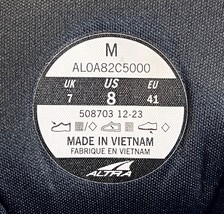 M
AL0A82C5000
UK US EU
7 8 41
508703 12-23
MADE IN VIETNAM
FABRIQUE EN VIETNAM
ALTRA